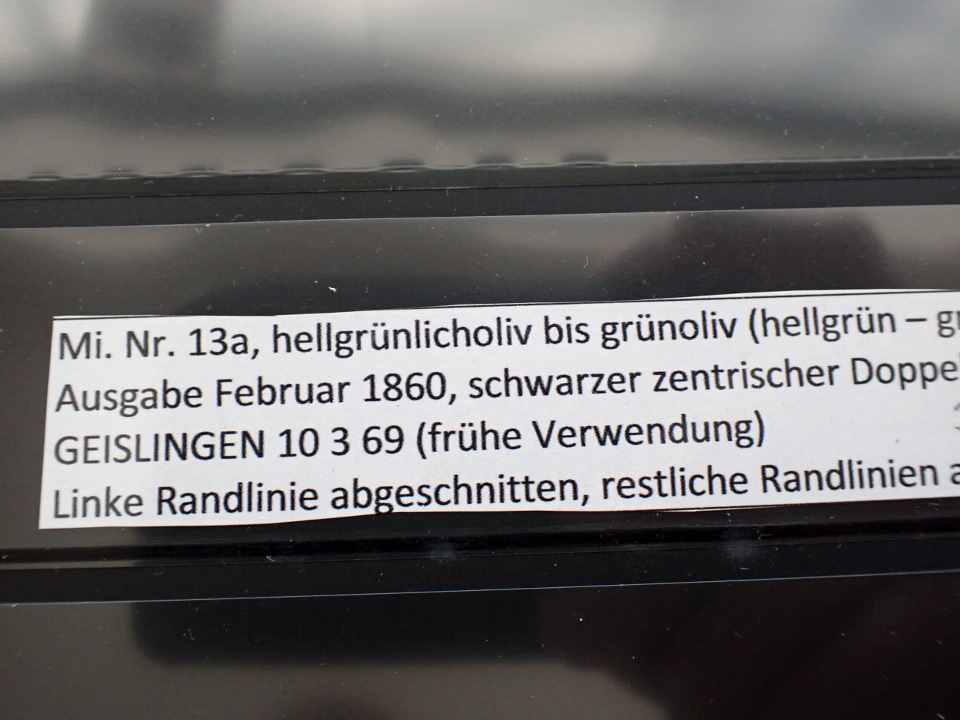 Mi. Nr. 13a, hellgrünlicholiv bis grünoliv (hellgrün –
Ausgabe Februar 1860, schwarzer zentrischer
GEISLINGEN 10 3 69 (frühe Verwendung)
Linke Randlinie abgeschnitten, restliche Randlinien